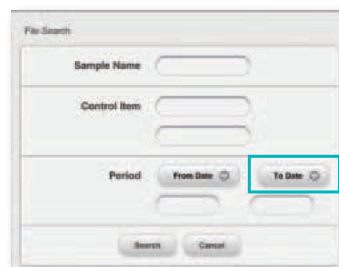 File Search
Sample Name
Control Item
Period From Date To Date
Search Cancel